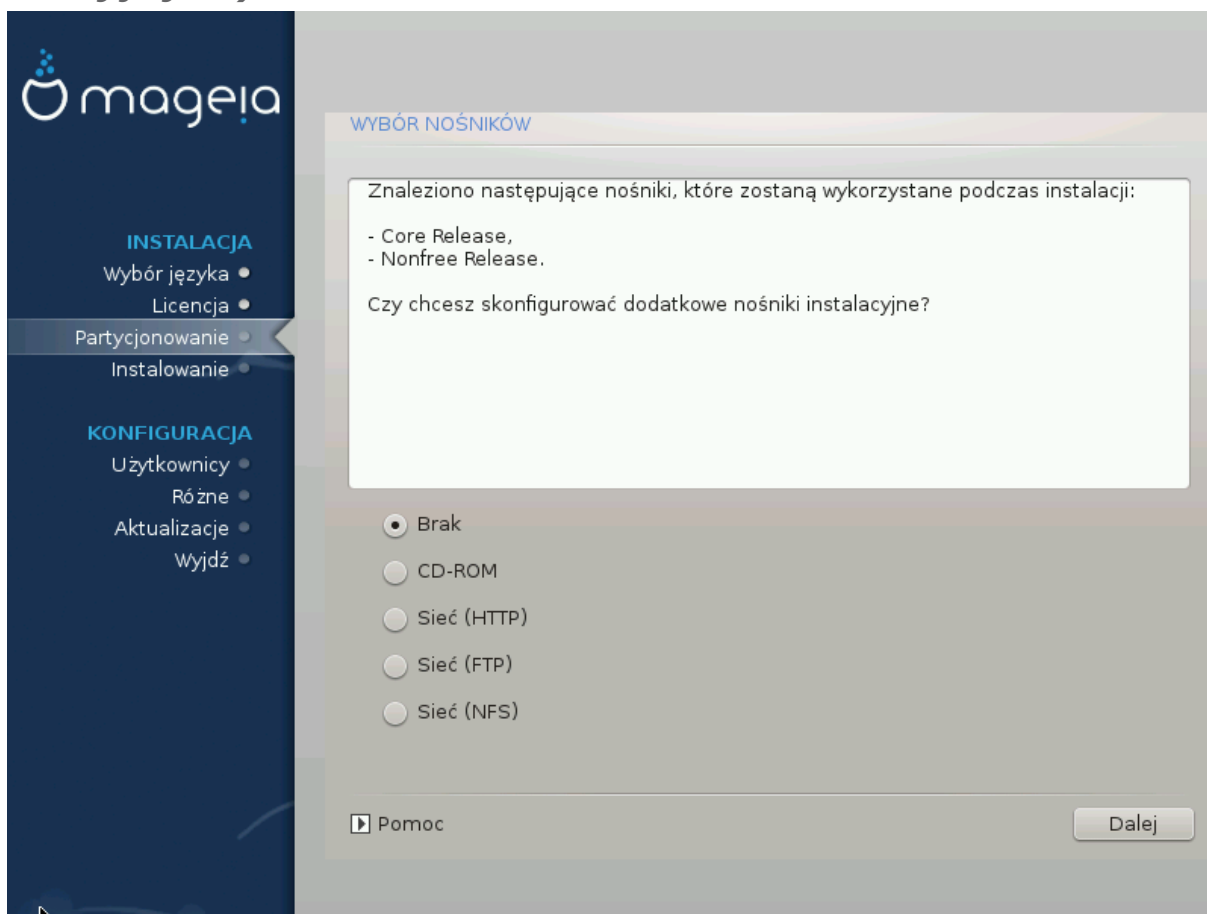 mageia
INSTALACJA
Wybór języka
Licencja
Partycjonowanie
Instalowanie
KONFIGURACJA
Użytkownicy
Różne
Aktualizacje
Wyjdź
WYBÓR NOŚNIKÓW
Znaleziono następujące nośniki, które zostaną wykorzystane podczas instalacji:
- Core Release,
- Nonfree Release.
Czy chcesz skonfigurować dodatkowe nośniki instalacyjne?
Brak
CD-ROM
Sieć (HTTP)
Sieć (FTP)
Sieć (NFS)
Pomoc
Dalej